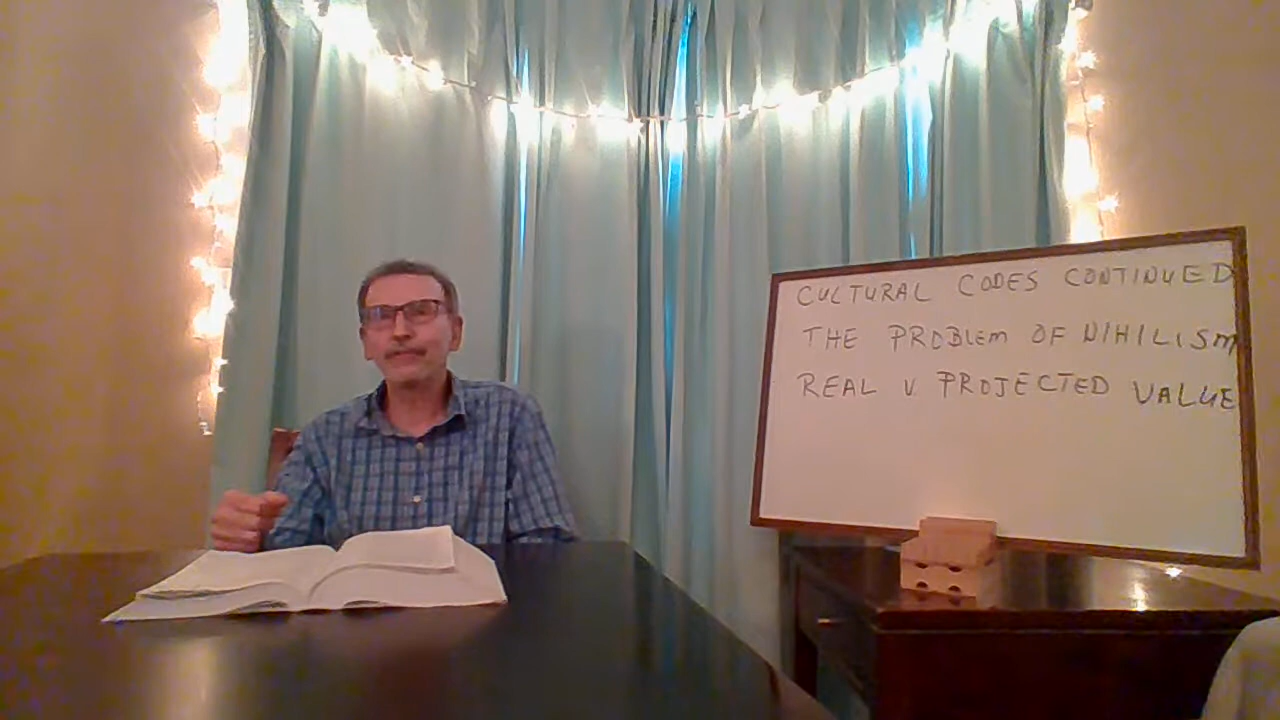 CULTURAL CODES CONTINUED
THE PROBLEM OF NIHILISM
REAL V. PROJECTED VALUE